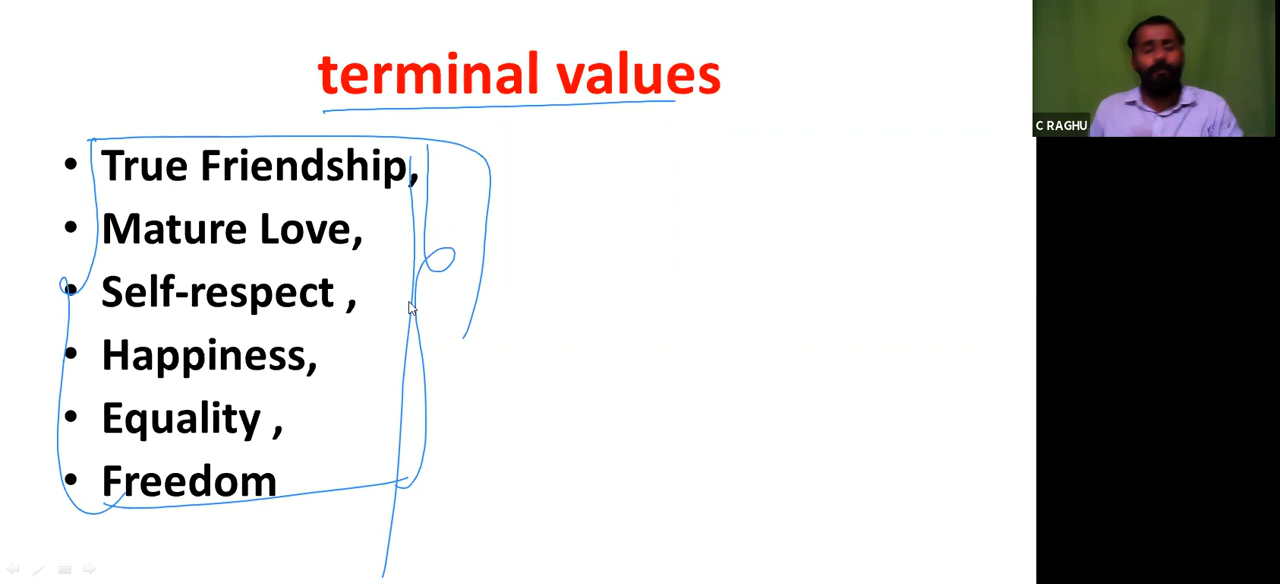 terminal values
• True Friendship,
• Mature Love,
• Self-respect ,
• Happiness,
• Equality ,
• Freedom
C RAGHU